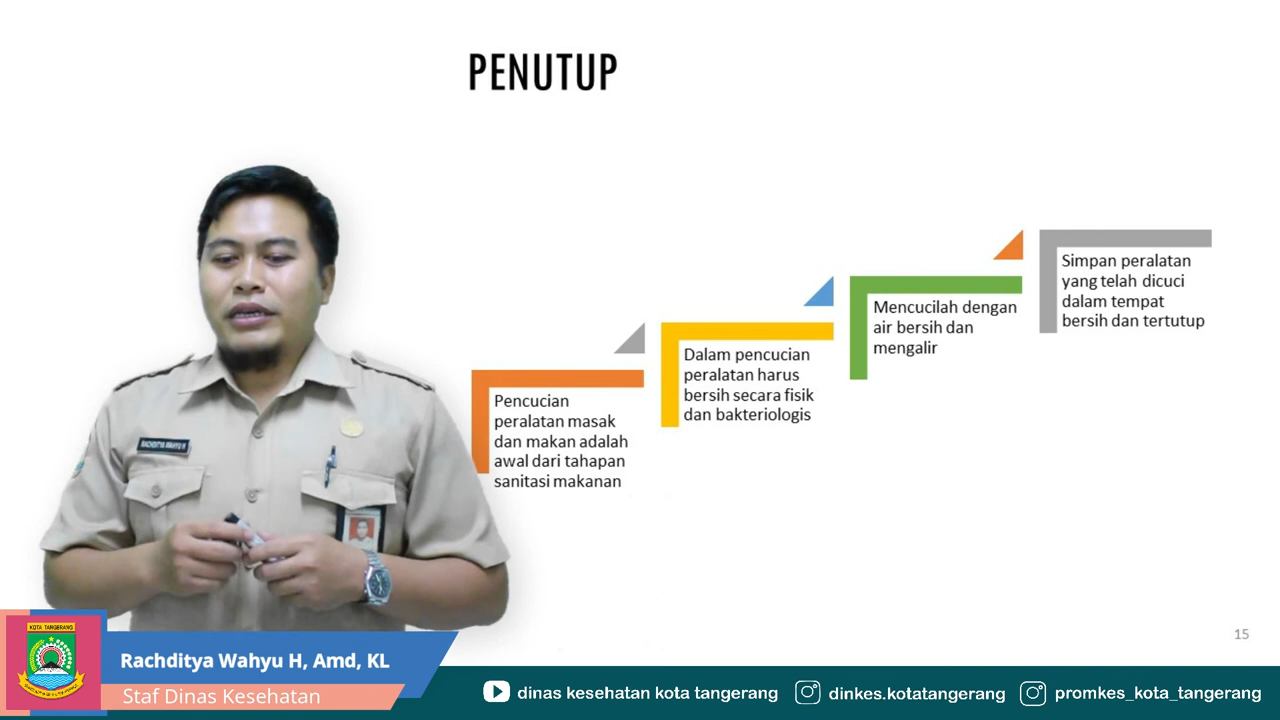 PENUTUP
Pencucian
peralatan masak
dan makan adalah
awal dari tahapan
sanitasi makanan
Dalam pencucian
peralatan harus
bersih secara fisik
dan bakteriologis
Mencucilah dengan
air bersih dan
mengalir
Simpan peralatan
yang telah dicuci
dalam tempat
bersih dan tertutup
RACHDITYA WAHYU H
15
KOTA TANGERANG
Rachditya Wahyu H, Amd, KL
Staf Dinas Kesehatan
dinas kesehatan kota tangerang
dinkes.kotatangerang
promkes_kota_tangerang